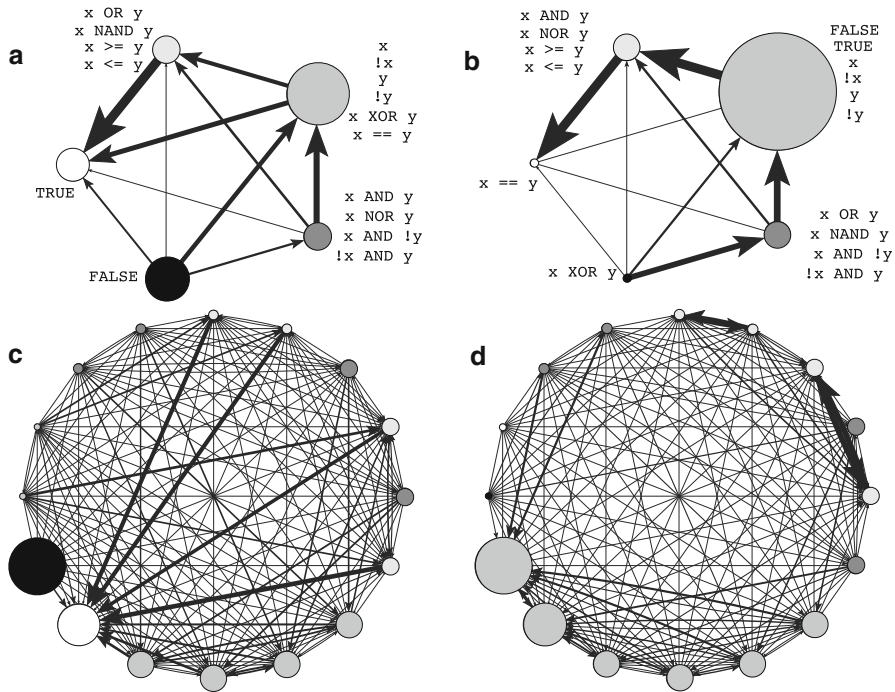 a
x OR y
x NAND y
x >= y
x <= y
x
!x
y
!y
x XOR y
x == y
TRUE
x AND y
x NOR y
x AND !y
!x AND y
FALSE
b
x AND y
x NOR y
x >= y
x <= y
FALSE
TRUE
x
!x
y
!y
x == y
x OR y
x NAND y
x AND !y
!x AND y
x XOR y
c
d